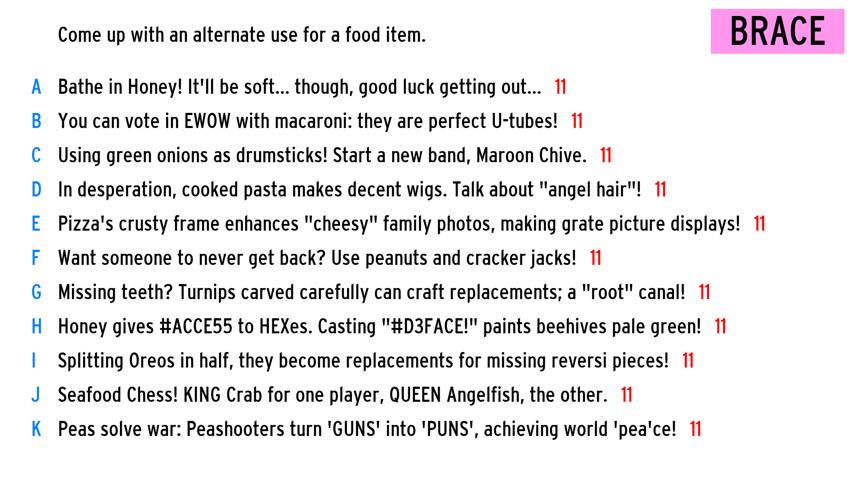 Come up with an alternate use for a food item.
BRACE
A Bathe in Honey! It'll be soft... though, good luck getting out... 11
B You can vote in EWOW with macaroni: they are perfect U-tubes! 11
C Using green onions as drumsticks! Start a new band, Maroon Chive. 11
D In desperation, cooked pasta makes decent wigs. Talk about "angel hair"! 11
E Pizza's crusty frame enhances "cheesy" family photos, making grate picture displays! 11
F Want someone to never get back? Use peanuts and cracker jacks! 11
G Missing teeth? Turnips carved carefully can craft replacements; a "root" canal! 11
H Honey gives #ACCE55 to HEXes. Casting "#D3FACE!" paints beehives pale green! 11
I Splitting Oreos in half, they become replacements for missing reversi pieces! 11
J Seafood Chess! KING Crab for one player, QUEEN Angelfish, the other. 11
K Peas solve war: Peashooters turn 'GUNS' into 'PUNS', achieving world 'pea'ce! 11